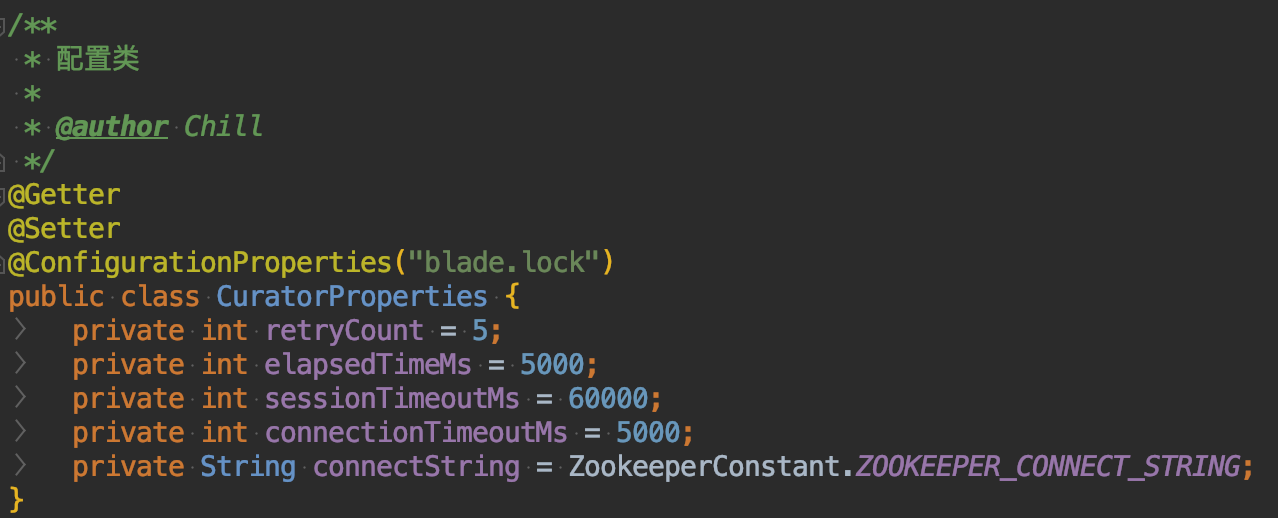 /**
 * 配置类
 *
 * @author Chill
 */
@Getter
@Setter
@ConfigurationProperties("blade.lock")
public class CuratorProperties {
    private int retryCount = 5;
    private int elapsedTimeMs = 5000;
    private int sessionTimeoutMs = 60000;
    private int connectionTimeoutMs = 5000;
    private String connectString = ZookeeperConstant.ZOOKEEPER_CONNECT_STRING;
}